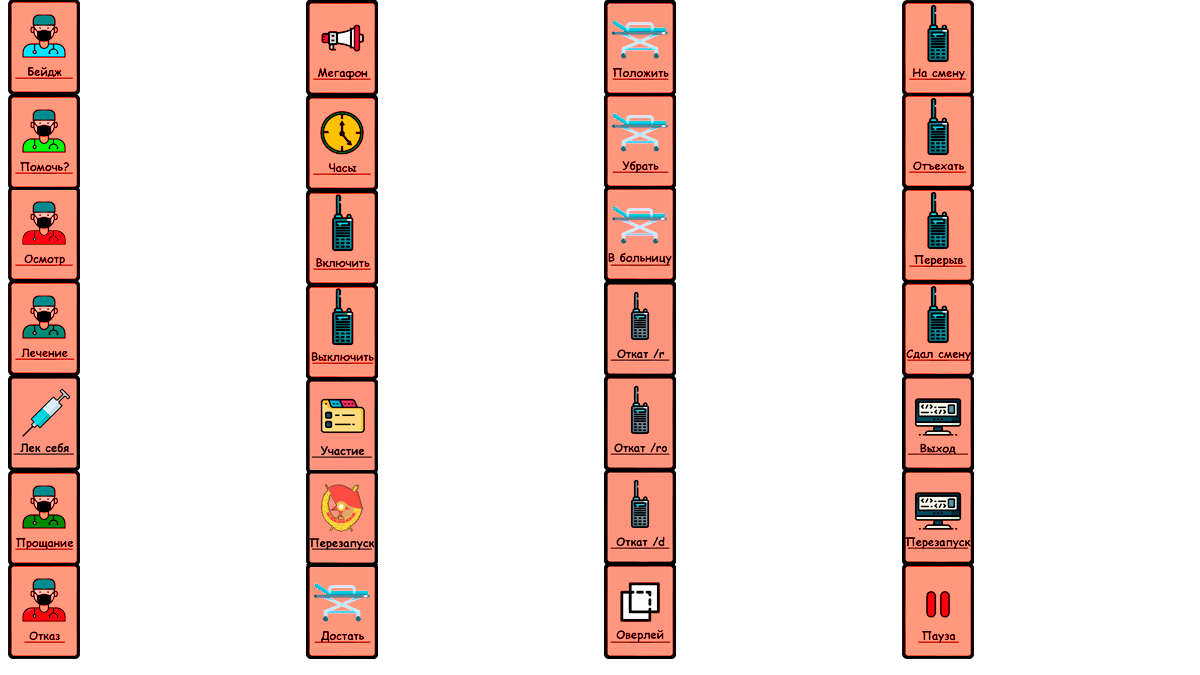 Бейдж
Помочь?
Осмотр
Лечение
Лек себя
Прощание
Отказ
Мегафон
Часы
Включить
Выключить
Участие
Перезапуск
Достать
Положить
Убрать
В больницу
Откат /r
Откат /ro
Откат /d
Оверлей
На смену
Отъехать
Перерыв
Сдал смену
Выход
Перезапуск
Пауза